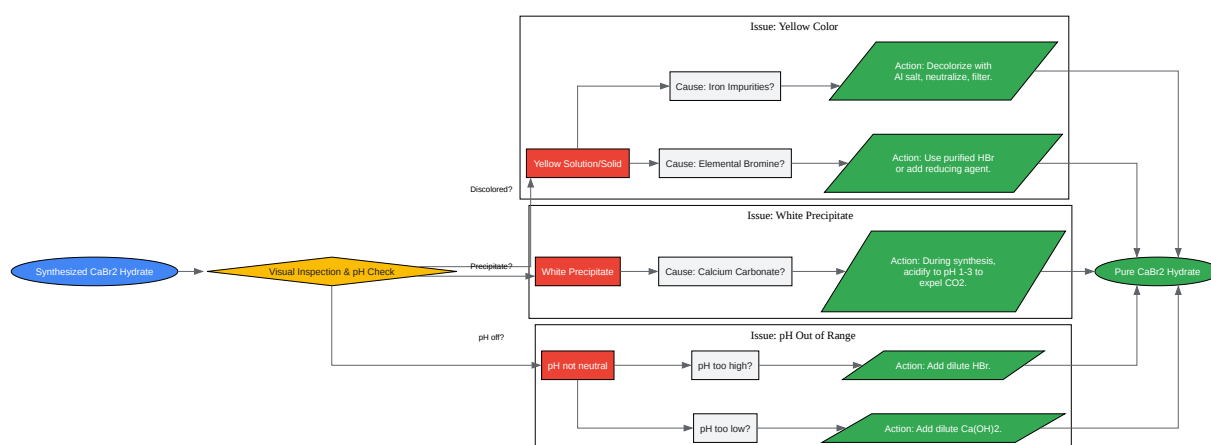 Issue: Yellow Color
Action: Decolorize with
Al salt, neutralize, filter.
Cause: Iron Impurities?
Yellow Solution/Solid
Cause: Elemental Bromine?
Action: Use purified HBr
or add reducing agent.
Discolored?
Issue: White Precipitate
Synthesized CaBr2 Hydrate
Visual Inspection & pH Check
Precipitate?
White Precipitate
Cause: Calcium Carbonate?
Action: During synthesis,
acidify to pH 1-3 to
expel CO2.
Pure CaBr2 Hydrate
Issue: pH Out of Range
pH off?
pH not neutral
pH too high?
Action: Add dilute HBr.
pH too low?
Action: Add dilute Ca(OH)2.